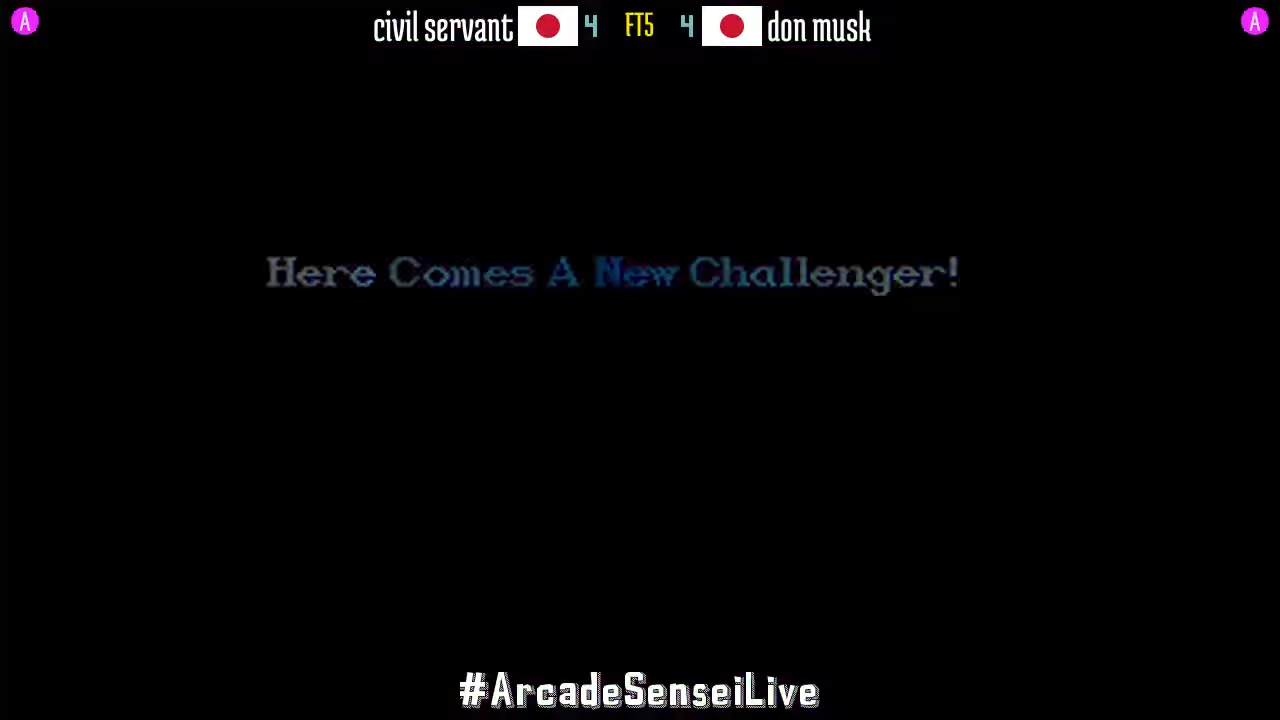 A civil servant 4 FT5 4 don musk A
Here Comes A New Challenger!
#ArcadeSenseiLive